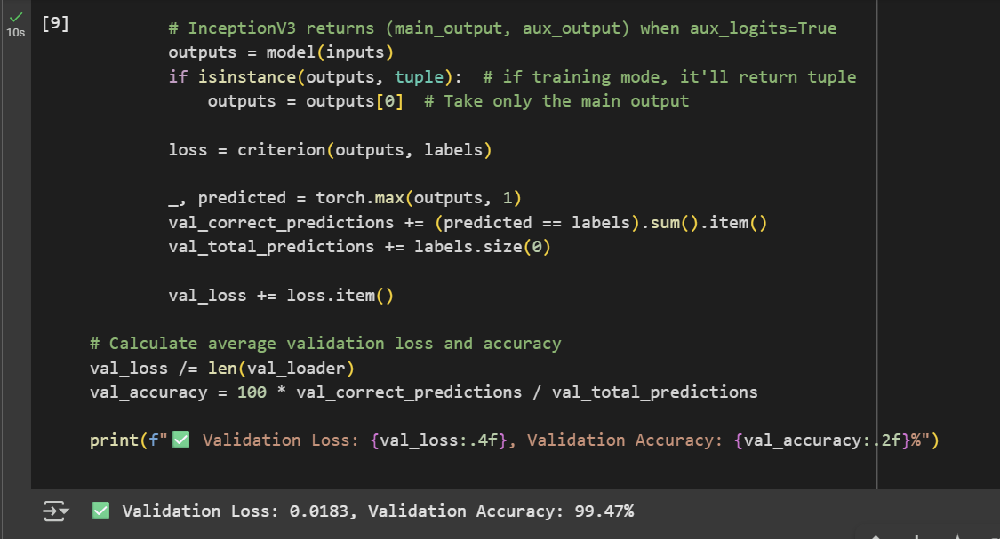 10s
[9]
# InceptionV3 returns (main_output, aux_output) when aux_logits=True
outputs = model(inputs)
if isinstance(outputs, tuple):  # if training mode, it'll return tuple
outputs = outputs[0]  # Take only the main output
loss = criterion(outputs, labels)
_, predicted = torch.max(outputs, 1)
val_correct_predictions += (predicted == labels).sum().item()
val_total_predictions += labels.size(0)
val_loss += loss.item()
# Calculate average validation loss and accuracy
val_loss /= len(val_loader)
val_accuracy = 100 * val_correct_predictions / val_total_predictions
print(f"✅ Validation Loss: {val_loss:.4f}, Validation Accuracy: {val_accuracy:.2f}%")
✅ Validation Loss: 0.0183, Validation Accuracy: 99.47%